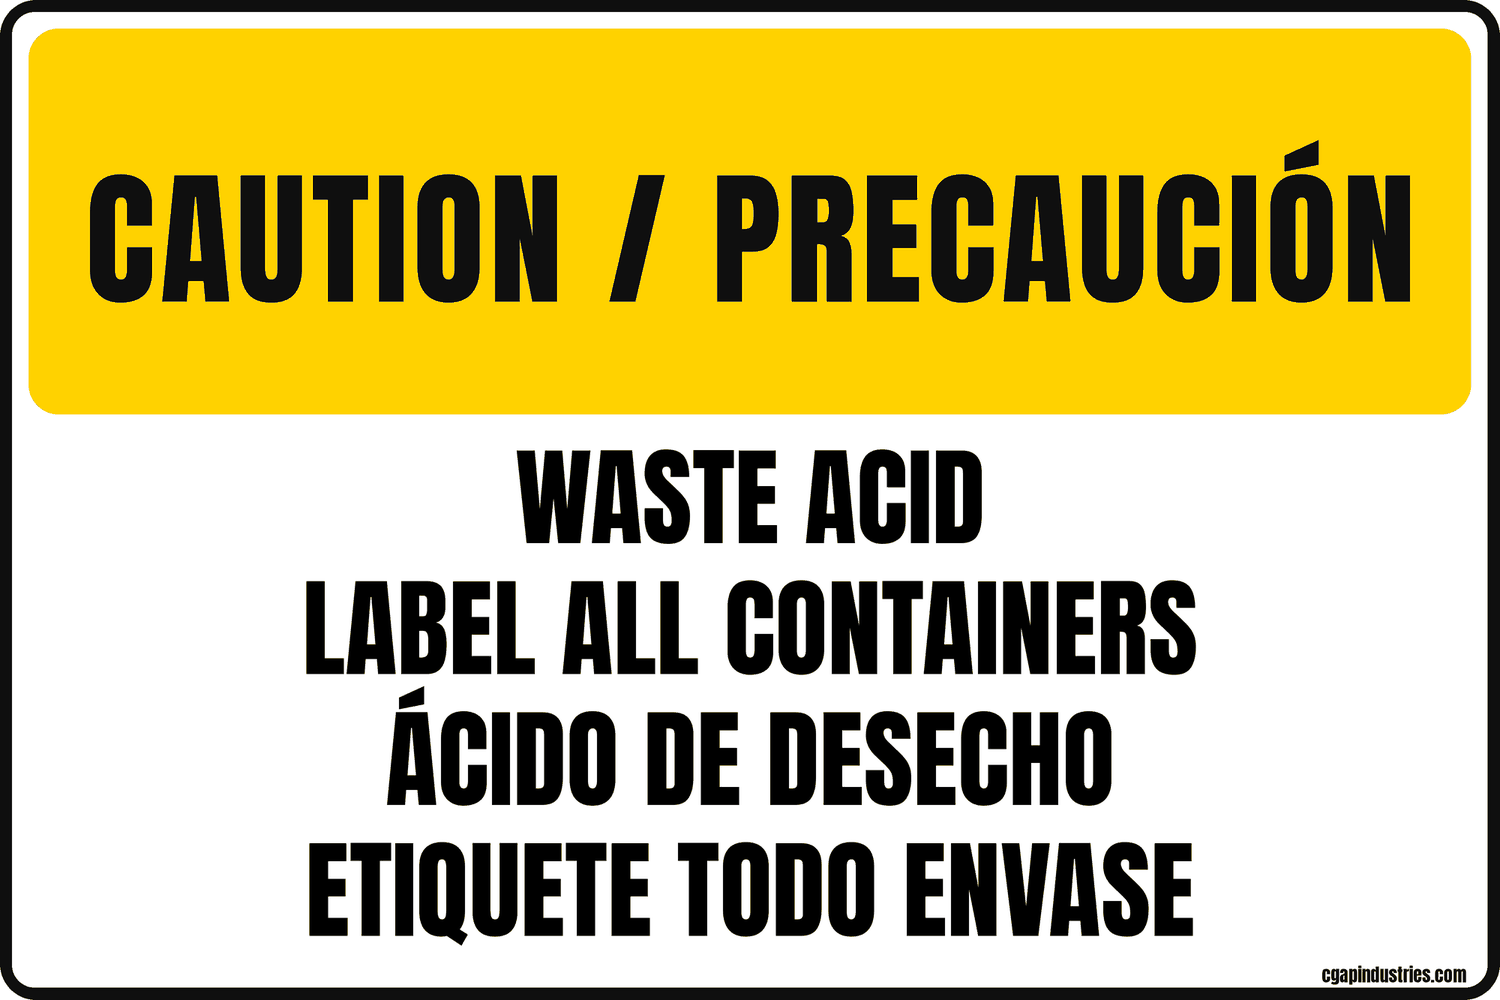 CAUTION / PRECAUCIÓN
WASTE ACID
LABEL ALL CONTAINERS
ÁCIDO DE DESECHO
ETIQUETE TODO ENVASE
cgapindustries.com